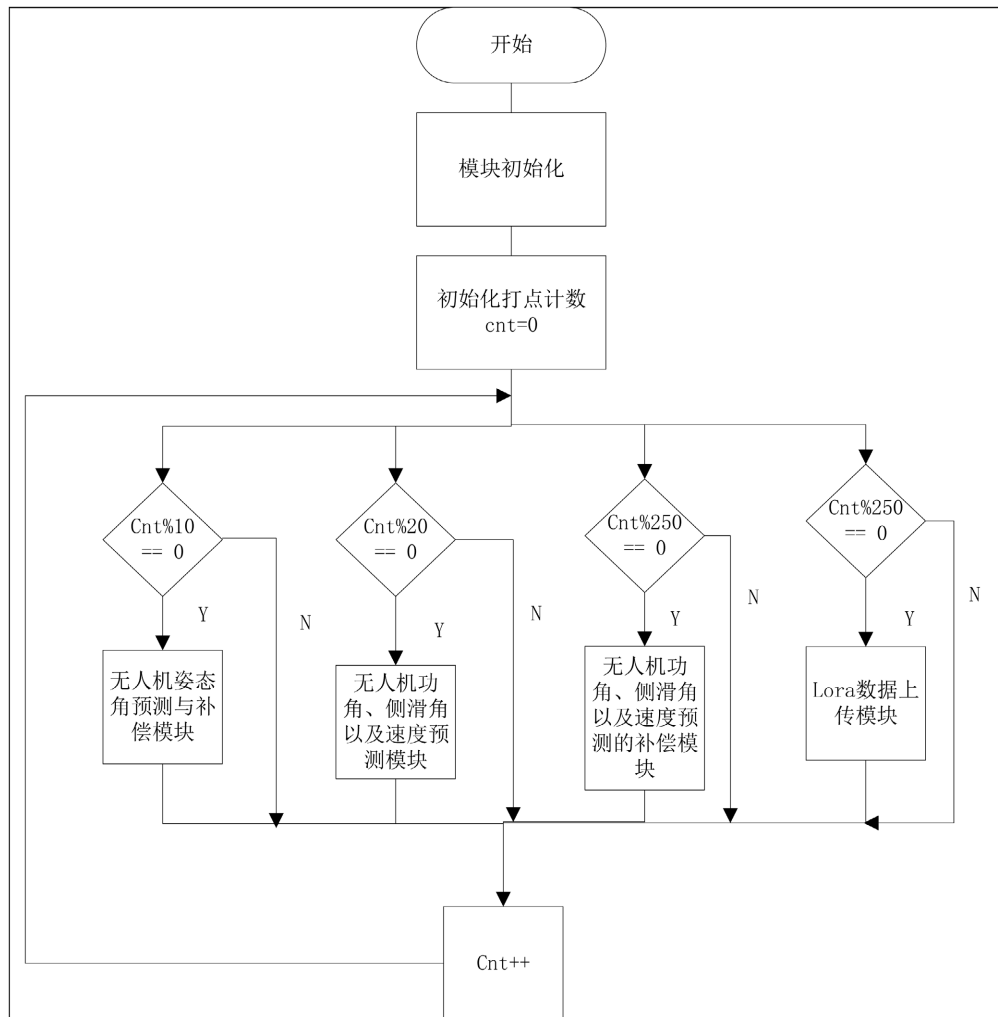 开始
模块初始化
初始化打点计数
cnt=0
Cnt%10
== 0
Cnt%20
== 0
Cnt%250
== 0
Cnt%250
== 0
Y
N
Y
N
Y
N
Y
N
无人机姿态
角预测与补
偿模块
无人机功
角、侧滑角
以及速度预
测模块
无人机功
角、侧滑角
以及速度预
测的补偿模
块
Lora数据上
传模块
Cnt++